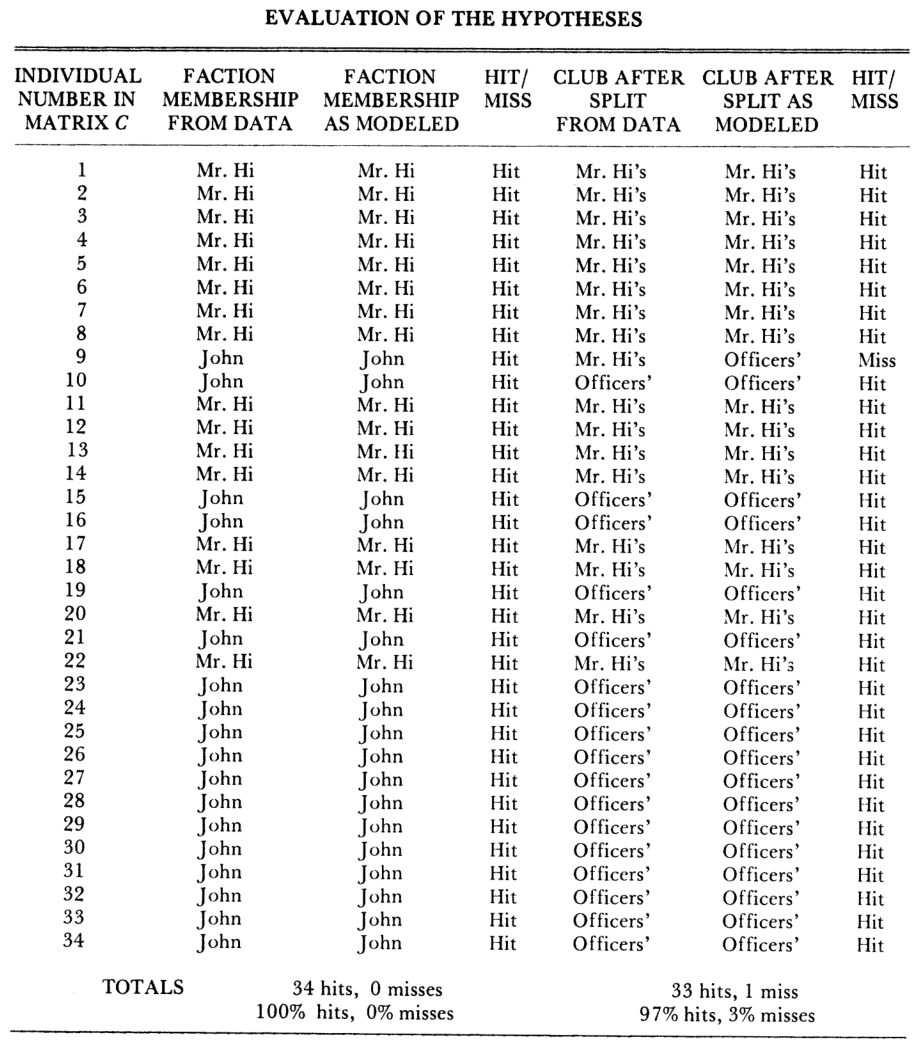 EVALUATION OF THE HYPOTHESES
INDIVIDUAL FACTION FACTION HIT/ CLUB AFTER CLUB AFTER HIT/
NUMBER IN MEMBERSHIP MEMBERSHIP MISS SPLIT SPLIT AS MISS
MATRIX C FROM DATA AS MODELED FROM DATA MODELED
1 Mr. Hi Mr. Hi Hit Mr. Hi's Mr. Hi's Hit
2 Mr. Hi Mr. Hi Hit Mr. Hi's Mr. Hi's Hit
3 Mr. Hi Mr. Hi Hit Mr. Hi's Mr. Hi's Hit
4 Mr. Hi Mr. Hi Hit Mr. Hi's Mr. Hi's Hit
5 Mr. Hi Mr. Hi Hit Mr. Hi's Mr. Hi's Hit
6 Mr. Hi Mr. Hi Hit Mr. Hi's Mr. Hi's Hit
7 Mr. Hi Mr. Hi Hit Mr. Hi's Mr. Hi's Hit
8 Mr. Hi Mr. Hi Hit Mr. Hi's Mr. Hi's Hit
9 John John Hit Mr. Hi's Officers' Miss
10 John John Hit Officers' Officers' Hit
11 Mr. Hi Mr. Hi Hit Mr. Hi's Mr. Hi's Hit
12 Mr. Hi Mr. Hi Hit Mr. Hi's Mr. Hi's Hit
13 Mr. Hi Mr. Hi Hit Mr. Hi's Mr. Hi's Hit
14 Mr. Hi Mr. Hi Hit Mr. Hi's Mr. Hi's Hit
15 John John Hit Officers' Officers' Hit
16 John John Hit Officers' Officers' Hit
17 Mr. Hi Mr. Hi Hit Mr. Hi's Mr. Hi's Hit
18 Mr. Hi Mr. Hi Hit Mr. Hi's Mr. Hi's Hit
19 John John Hit Officers' Officers' Hit
20 Mr. Hi Mr. Hi Hit Mr. Hi's Mr. Hi's Hit
21 John John Hit Officers' Officers' Hit
22 Mr. Hi Mr. Hi Hit Mr. Hi's Mr. Hi's Hit
23 John John Hit Officers' Officers' Hit
24 John John Hit Officers' Officers' Hit
25 John John Hit Officers' Officers' Hit
26 John John Hit Officers' Officers' Hit
27 John John Hit Officers' Officers' Hit
28 John John Hit Officers' Officers' Hit
29 John John Hit Officers' Officers' Hit
30 John John Hit Officers' Officers' Hit
31 John John Hit Officers' Officers' Hit
32 John John Hit Officers' Officers' Hit
33 John John Hit Officers' Officers' Hit
34 John John Hit Officers' Officers' Hit
TOTALS 34 hits, 0 misses 33 hits, 1 miss
100% hits, 0% misses 97% hits, 3% misses